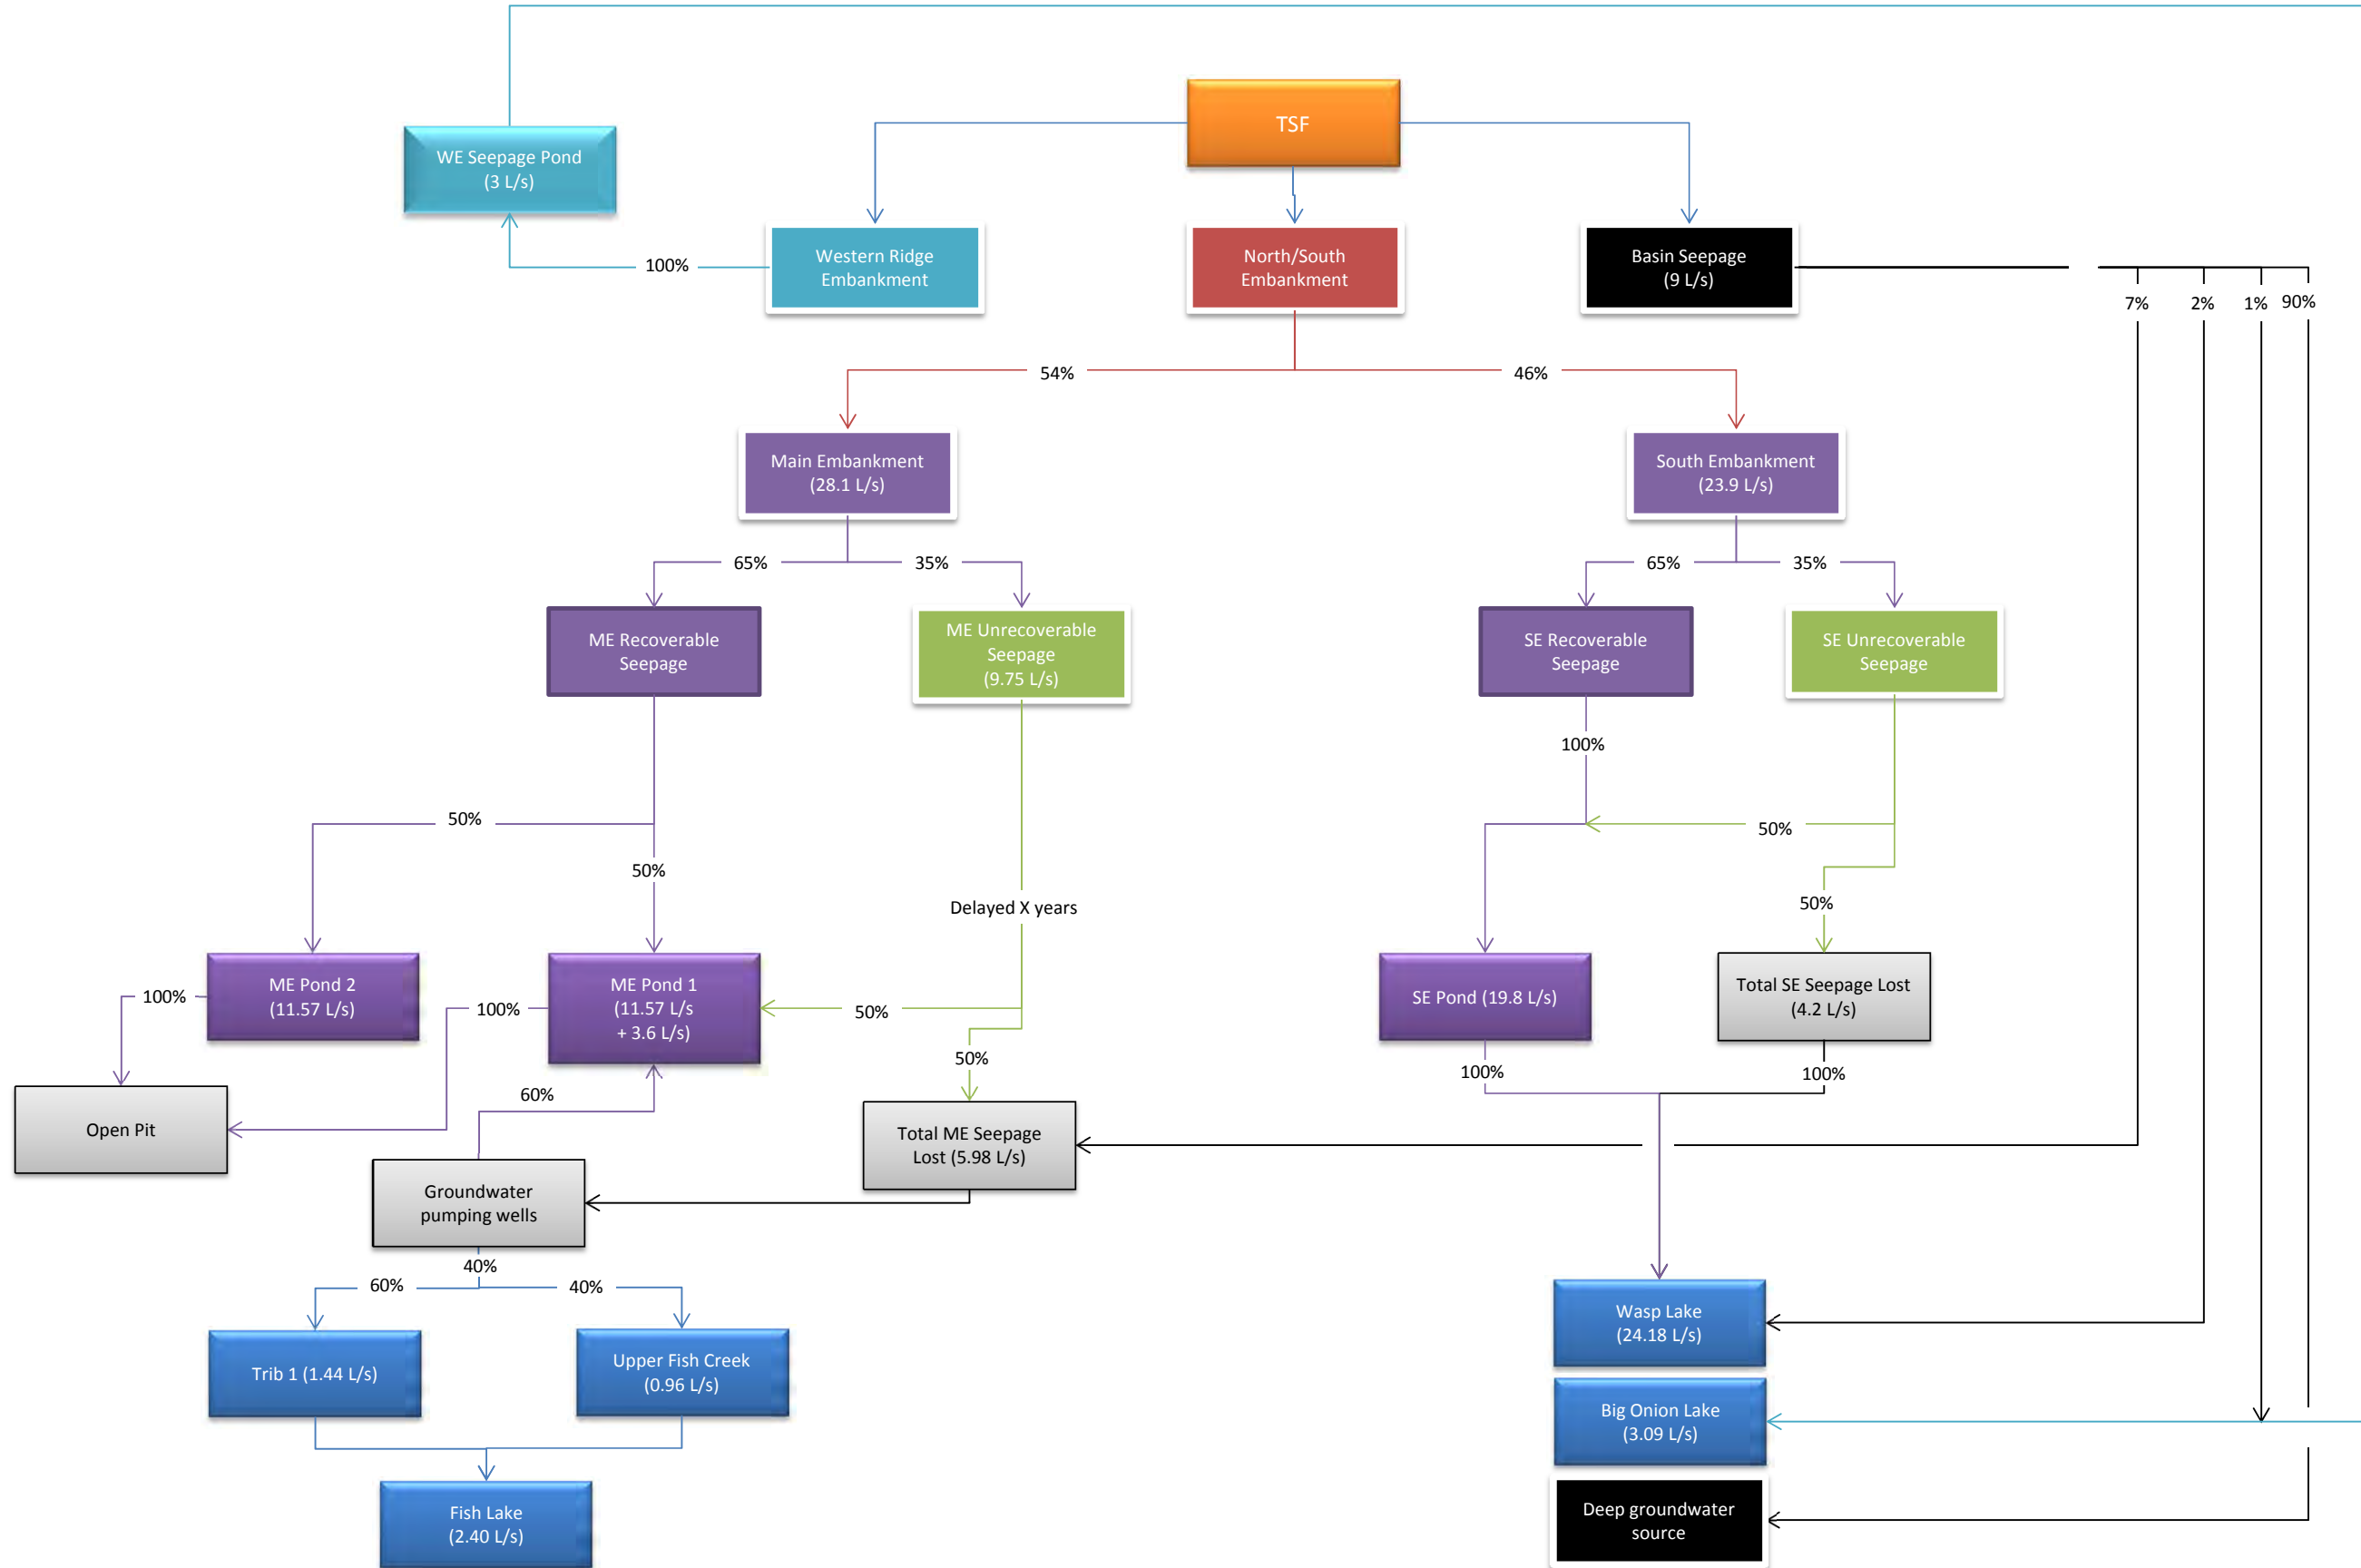 TSF
WE Seepage Pond
(3 L/s)
Western Ridge
Embankment
North/South
Embankment
Basin Seepage
(9 L/s)
100%
7%
2%
1%
90%
54%
46%
Main Embankment
(28.1 L/s)
South Embankment
(23.9 L/s)
65%
35%
65%
35%
ME Recoverable
Seepage
ME Unrecoverable
Seepage
(9.75 L/s)
SE Recoverable
Seepage
SE Unrecoverable
Seepage
100%
50%
50%
50%
Delayed X years
50%
ME Pond 2
(11.57 L/s)
ME Pond 1
(11.57 L/s
+ 3.6 L/s)
SE Pond (19.8 L/s)
Total SE Seepage Lost
(4.2 L/s)
100%
100%
50%
50%
100%
100%
60%
Open Pit
Total ME Seepage
Lost (5.98 L/s)
Groundwater
pumping wells
40%
60%
40%
Trib 1 (1.44 L/s)
Upper Fish Creek
(0.96 L/s)
Wasp Lake
(24.18 L/s)
Big Onion Lake
(3.09 L/s)
Fish Lake
(2.40 L/s)
Deep groundwater
source